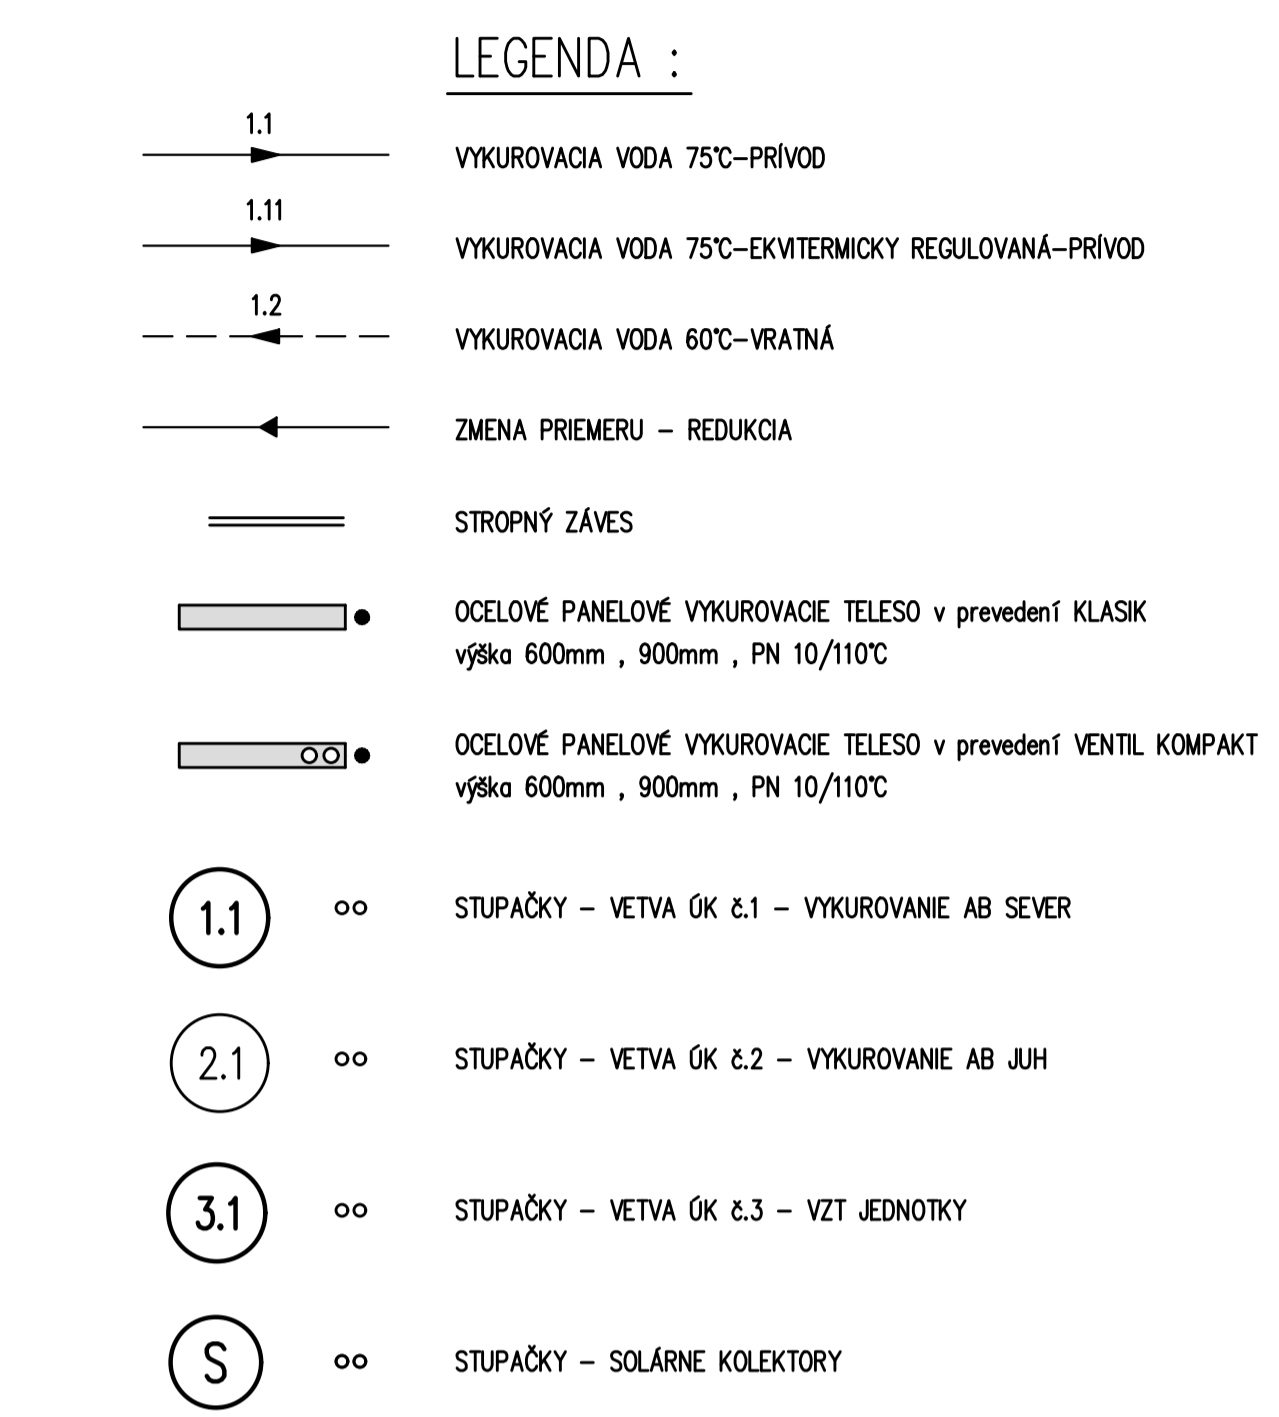 LEGENDA :
1.1
VYKUROVACIA VODA 75°C-PRÍVOD
1.11
VYKUROVACIA VODA 75°C-EKVITERMICKY REGULOVANÁ-PRÍVOD
1.2
VYKUROVACIA VODA 60°C-VRATNÁ
ZMENA PRIEMERU - REDUKCIA
STROPNÝ ZÁVES
OCELOVÉ PANELOVÉ VYKUROVACIE TELESO v prevedení KLASIK
výška 600mm , 900mm , PN 10/110°C
OCELOVÉ PANELOVÉ VYKUROVACIE TELESO v prevedení VENTIL KOMPAKT
výška 600mm , 900mm , PN 10/110°C
1.1 STUPAČKY - VETVA ÚK č.1 - VYKUROVANIE AB SEVER
2.1 STUPAČKY - VETVA ÚK č.2 - VYKUROVANIE AB JUH
3.1 STUPAČKY - VETVA ÚK č.3 - VZT JEDNOTKY
S STUPAČKY - SOLÁRNE KOLEKTORY